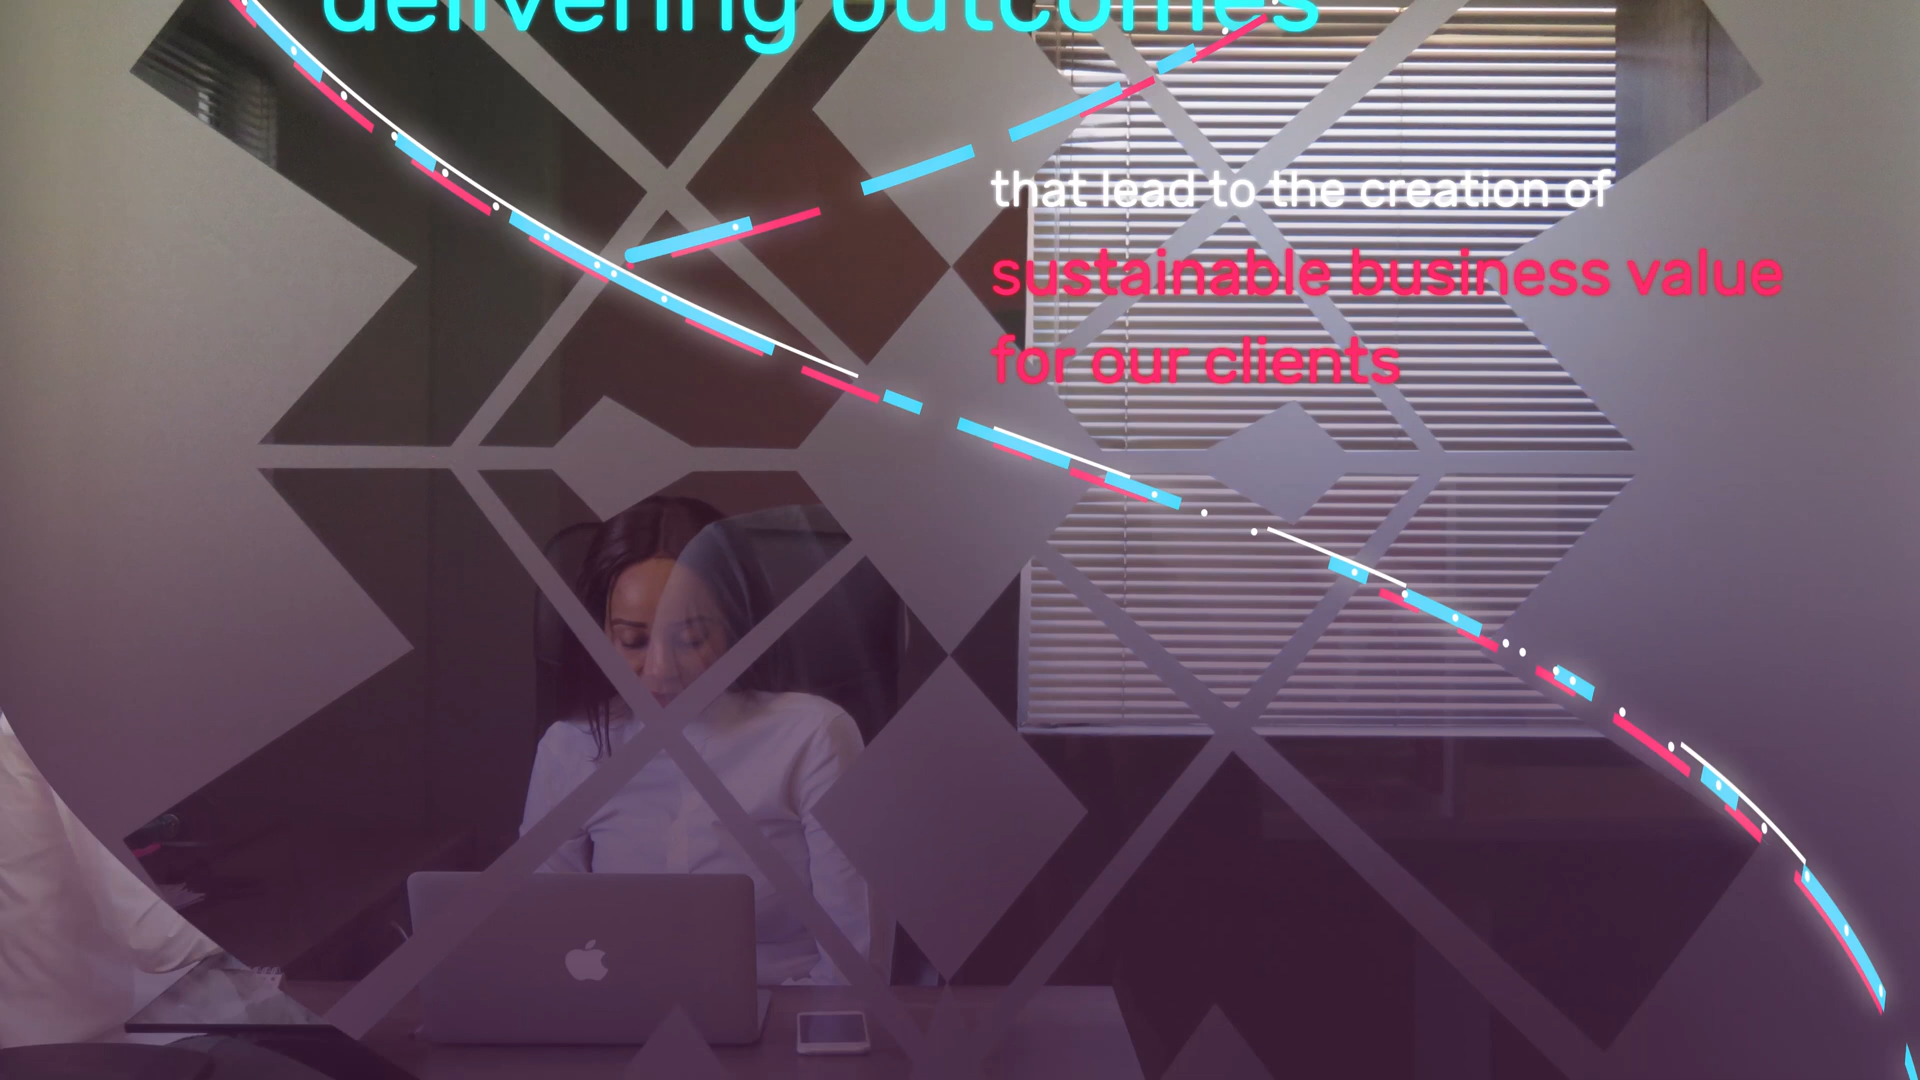 delivering outcomes
that lead to the creation of
sustainable business value
for our clients